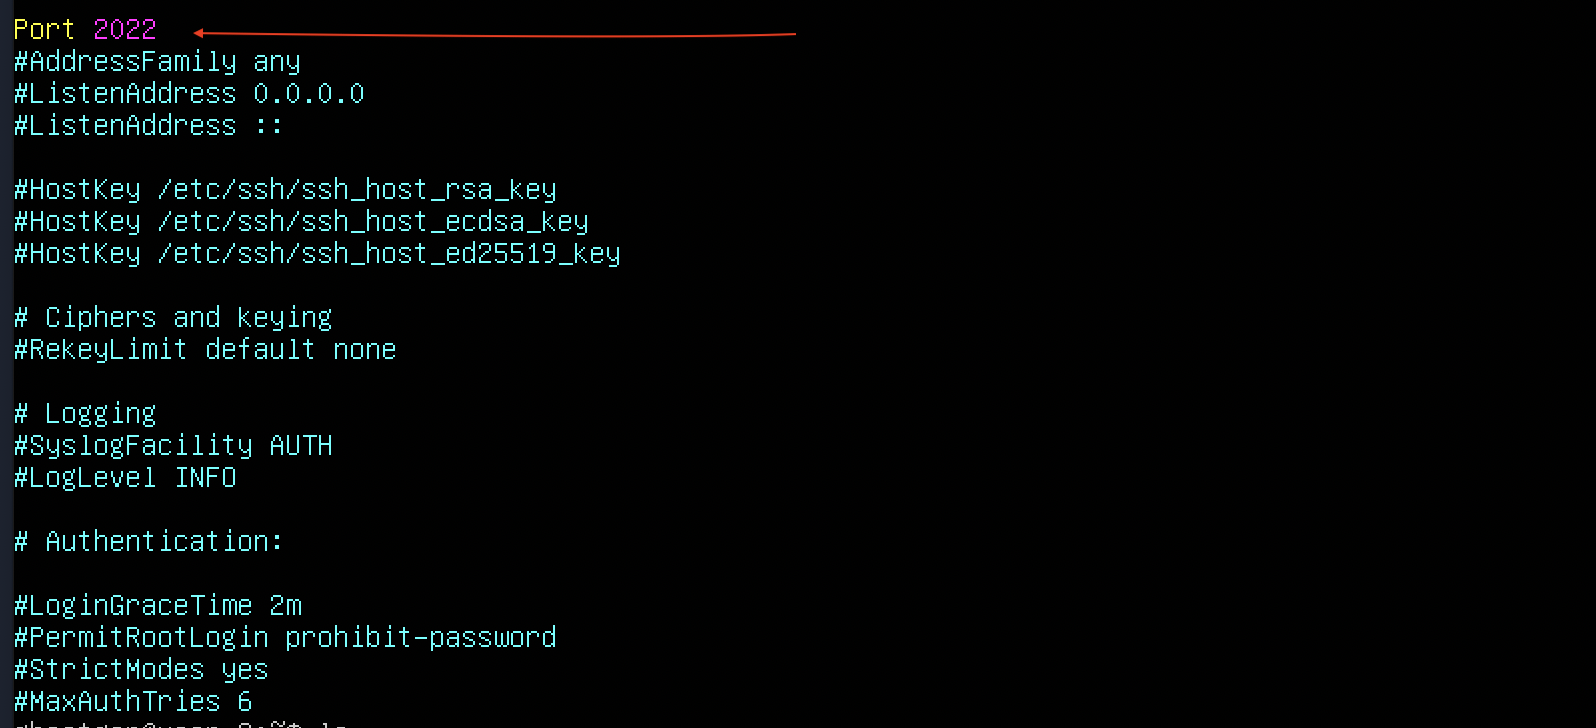 Port 2022
#AddressFamily any
#ListenAddress 0.0.0.0
#ListenAddress ::
#HostKey /etc/ssh/ssh_host_rsa_key
#HostKey /etc/ssh/ssh_host_ecdsa_key
#HostKey /etc/ssh/ssh_host_ed25519_key
# Ciphers and keying
#RekeyLimit default none
# Logging
#SyslogFacility AUTH
#LogLevel INFO
# Authentication:
#LoginGraceTime 2m
#PermitRootLogin prohibit-password
#StrictModes yes
#MaxAuthTries 6